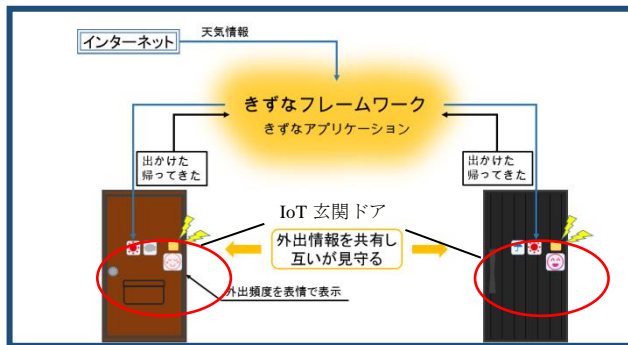 天気情報
インターネット
きずなフレームワーク
きずなアプリケーション
出かけた
帰ってきた
出かけた
帰ってきた
IoT 玄関ドア
外出情報を共有し
互いが見守る
外出頻度を表情で表示